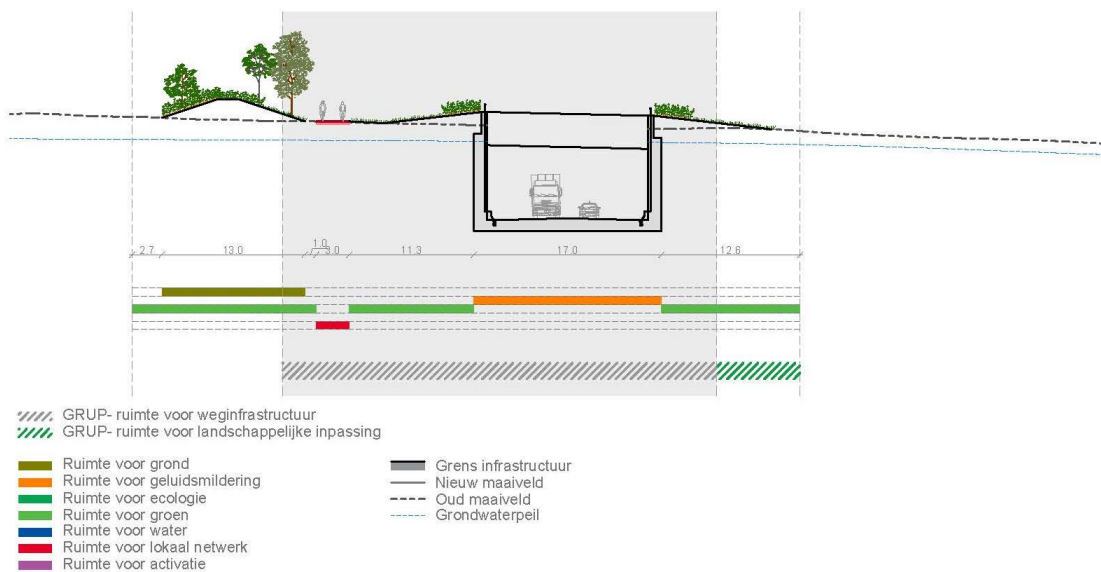 2.7 13.0 1.0 3.0 11.3 17.0 12.6
GRUP- ruimte voor weginfrastructuur
GRUP- ruimte voor landschappelijke inpassing
Ruimte voor grond
Ruimte voor geluidsmildering
Ruimte voor ecologie
Ruimte voor groen
Ruimte voor water
Ruimte voor lokaal netwerk
Ruimte voor activatie
Grens infrastructuur
Nieuw maaiveld
Oud maaiveld
Grondwaterpeil